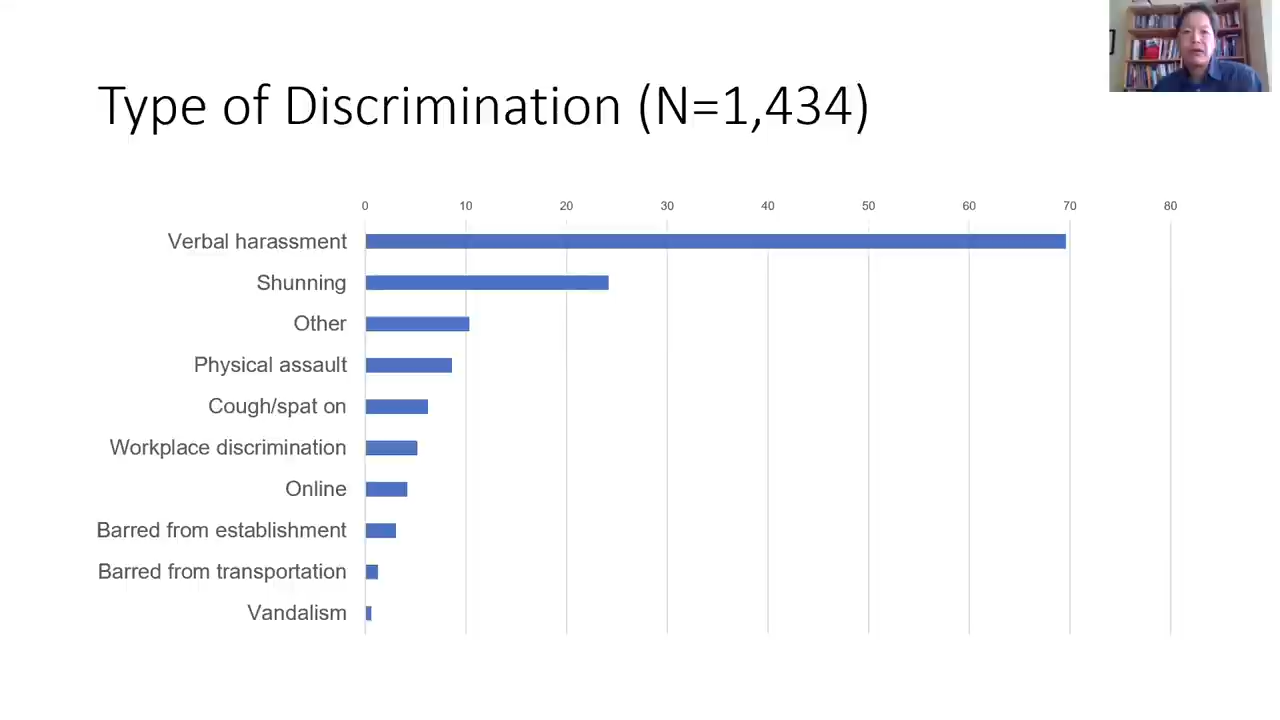 Type of Discrimination (N=1,434)
0 10 20 30 40 50 60 70 80
Verbal harassment
Shunning
Other
Physical assault
Cough/spat on
Workplace discrimination
Online
Barred from establishment
Barred from transportation
Vandalism